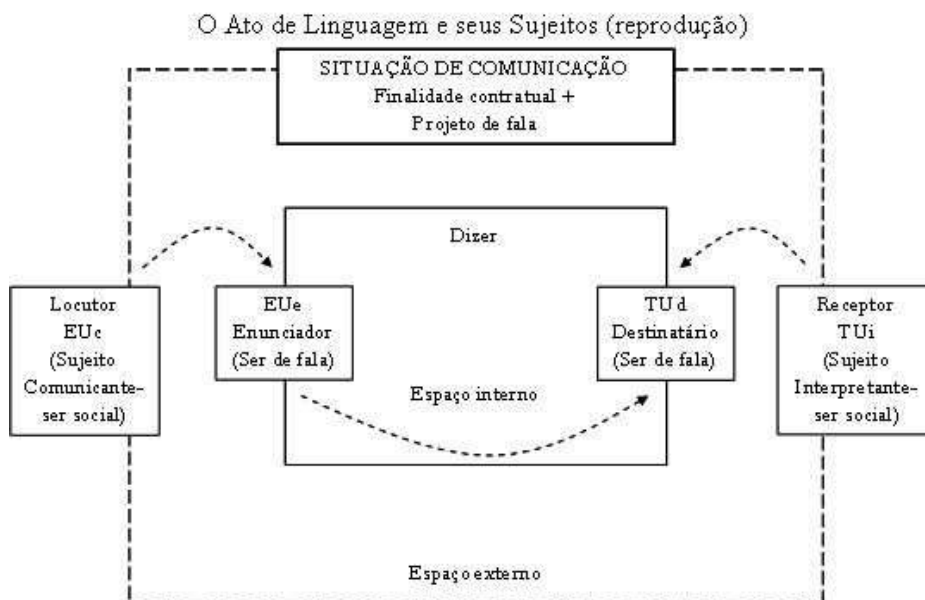 O Ato de Linguagem e seus Sujeitos (reprodução)
SITUAÇÃO DE COMUNICAÇÃO
Finalidade contratual +
Projeto de fala
Dizer
Locutor
EUc
(Sujeito
Comunicante-
ser social)
EUe
Enunciador
(Ser de fala)
TUd
Destinatário
(Ser de fala)
Receptor
TUi
(Sujeito
Interpretante-
ser social)
Espaço interno
Espaço externo